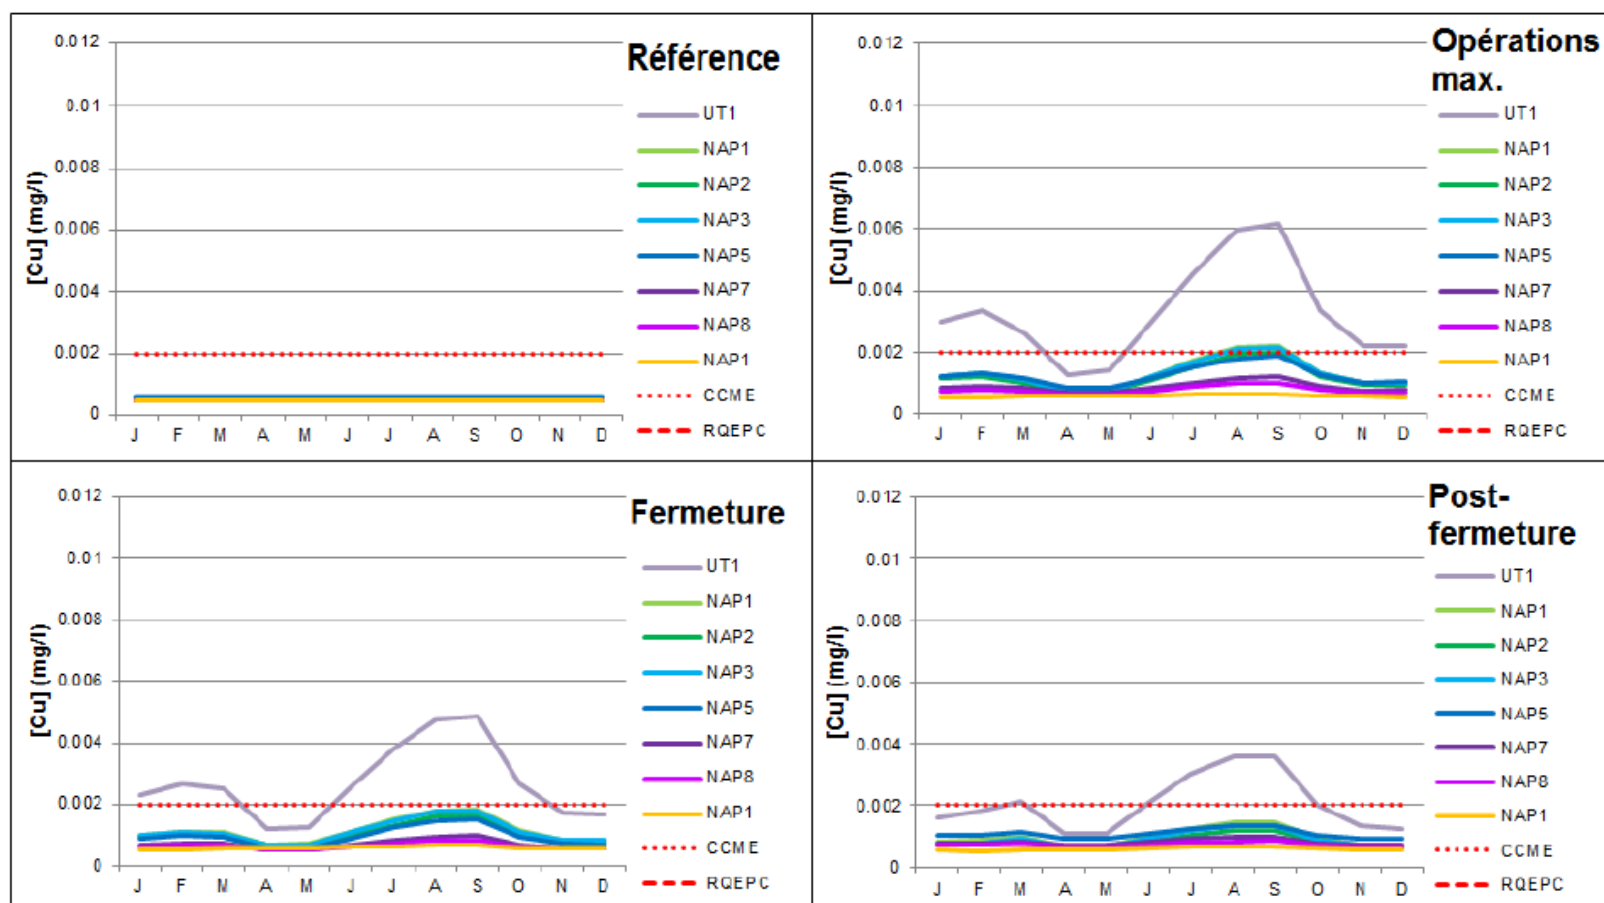 Référence
0.012
0.01
0.008
0.006
0.004
0.002
0
[Cu] (mg/l)
J F M A M J J A S O N D
UT1
NAP1
NAP2
NAP3
NAP5
NAP7
NAP8
NAP1
CCME
RQEPC
Opérations
max.
0.012
0.01
0.008
0.006
0.004
0.002
0
[Cu] (mg/l)
J F M A M J J A S O N D
UT1
NAP1
NAP2
NAP3
NAP5
NAP7
NAP8
NAP1
CCME
RQEPC
Fermeture
0.012
0.01
0.008
0.006
0.004
0.002
0
[Cu] (mg/l)
J F M A M J J A S O N D
UT1
NAP1
NAP2
NAP3
NAP5
NAP7
NAP8
NAP1
CCME
RQEPC
Post-
fermeture
0.012
0.01
0.008
0.006
0.004
0.002
0
[Cu] (mg/l)
J F M A M J J A S O N D
UT1
NAP1
NAP2
NAP3
NAP5
NAP7
NAP8
NAP1
CCME
RQEPC